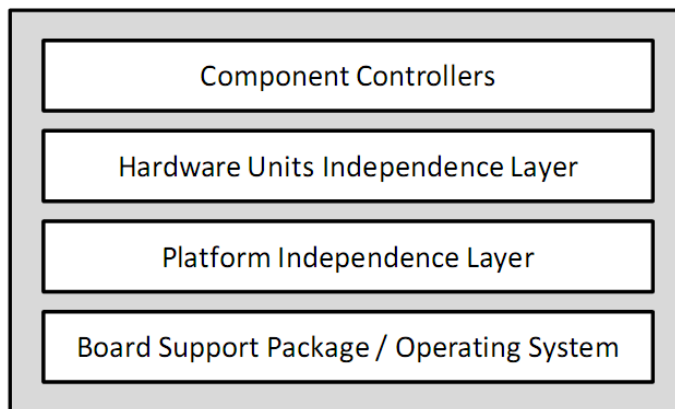 Component Controllers
Hardware Units Independence Layer
Platform Independence Layer
Board Support Package / Operating System